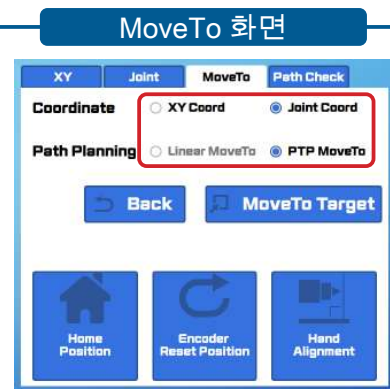 MoveTo 화면
XY Joint MoveTo Path Check
Coordinate XY Coord Joint Coord
Path Planning Linear MoveTo PTP MoveTo
Back MoveTo Target
Home
Position
Encoder
Reset Position
Hand
Alignment